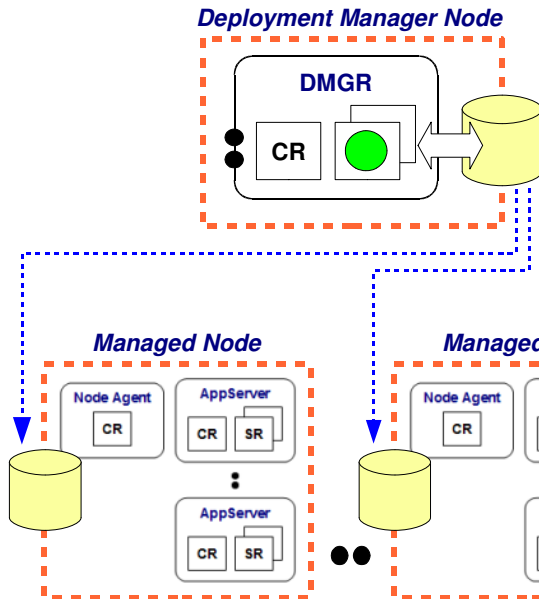 Deployment Manager Node
DMGR
CR
Managed Node
Managed
Node Agent
CR
AppServer
CR
SR
AppServer
CR
SR
Node Agent
CR